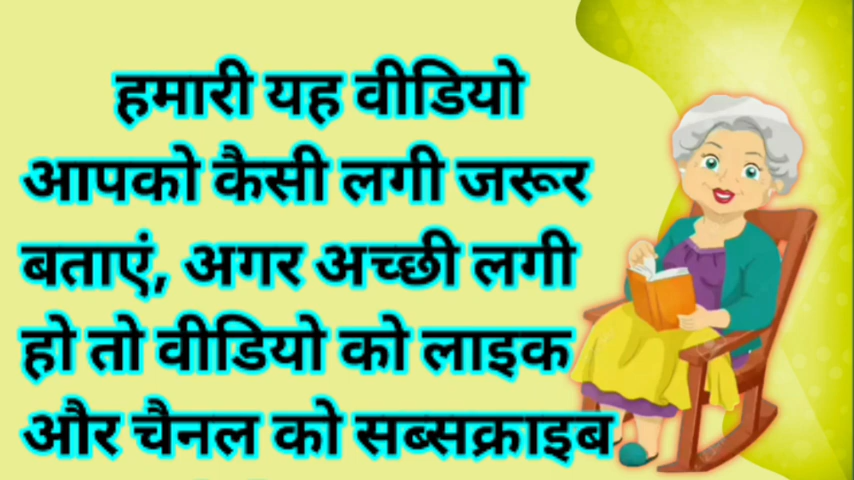 हमारी यह वीडियो
आपको कैसी लगी जरूर
बताएं, अगर अच्छी लगी
हो तो वीडियो को लाइक
और चैनल को सब्सक्राइब